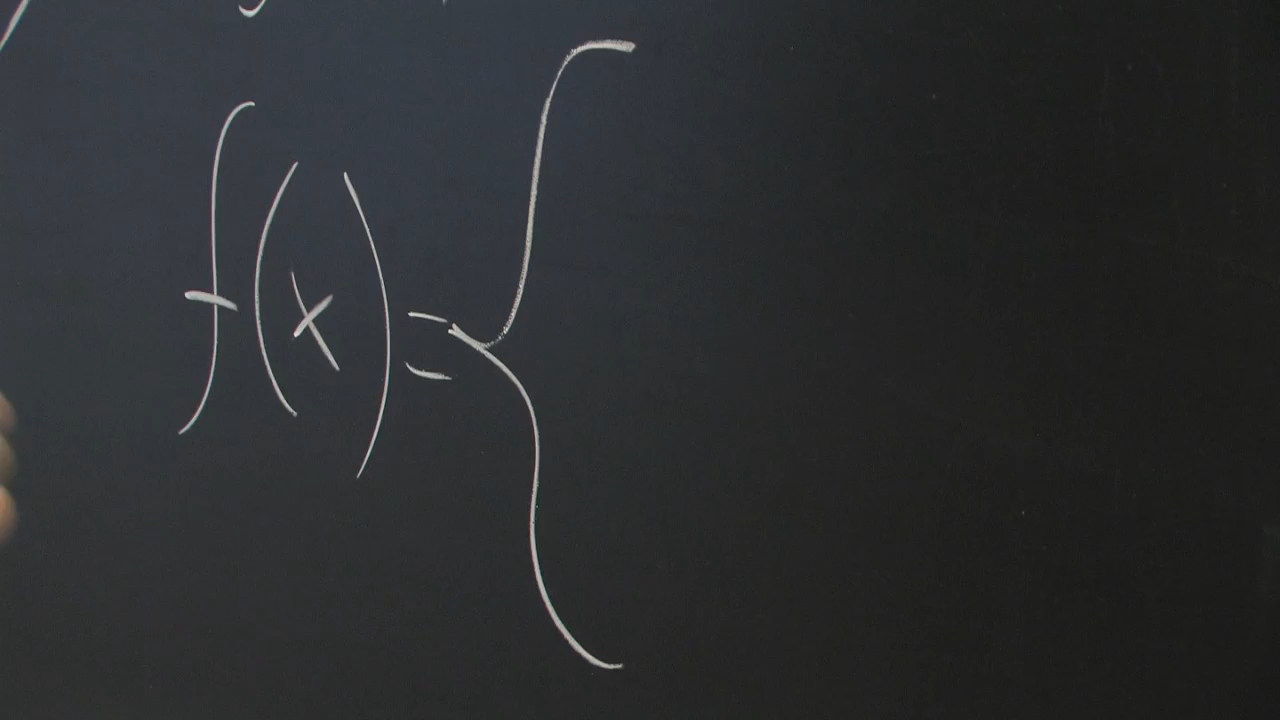 f(x) = {